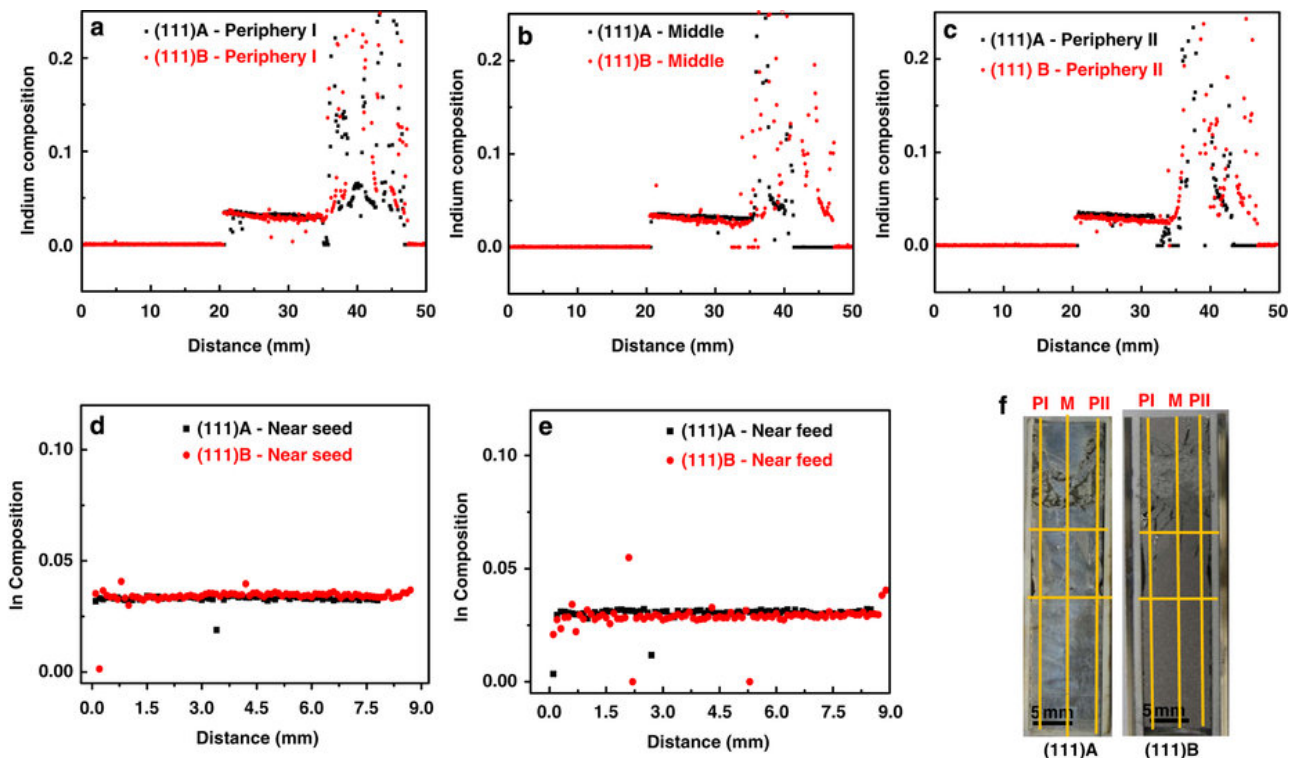 a
(111)A - Periphery I
(111)B - Periphery I
0.2
0.1
0.0
Indium composition
0 10 20 30 40 50
Distance (mm)
b
(111)A - Middle
(111)B - Middle
0.2
0.1
0.0
Indium composition
0 10 20 30 40 50
Distance (mm)
c
(111)A - Periphery II
(111) B - Periphery II
0.2
0.1
0.0
Indium composition
0 10 20 30 40 50
Distance (mm)
d
(111)A - Near seed
(111)B - Near seed
0.10
0.05
0.00
In Composition
0.0 1.5 3.0 4.5 6.0 7.5 9.0
Distance (mm)
e
(111)A - Near feed
(111)B - Near feed
0.10
0.05
0.00
In Composition
0.0 1.5 3.0 4.5 6.0 7.5 9.0
Distance (mm)
f
PI M PII
PI M PII
5 mm
5 mm
(111)A
(111)B